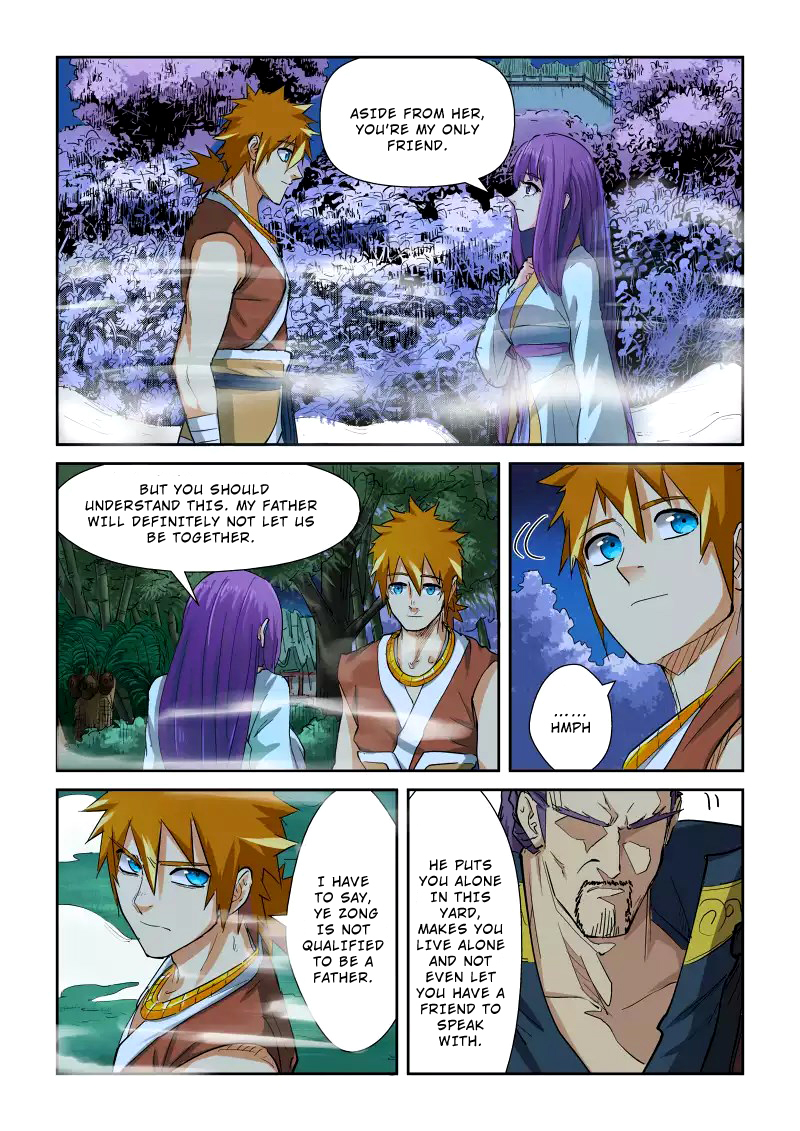 ASIDE FROM HER,
YOU'RE MY ONLY
FRIEND.
BUT YOU SHOULD
UNDERSTAND THIS. MY FATHER
WILL DEFINITELY NOT LET US
BE TOGETHER.
......
HMPH
I HAVE
TO SAY,
YE ZONG
IS NOT
QUALIFIED
TO BE A
FATHER.
HE PUTS
YOU ALONE
IN THIS
YARD,
MAKES YOU
LIVE ALONE
AND NOT
EVEN LET
YOU HAVE A
FRIEND TO
SPEAK
WITH.